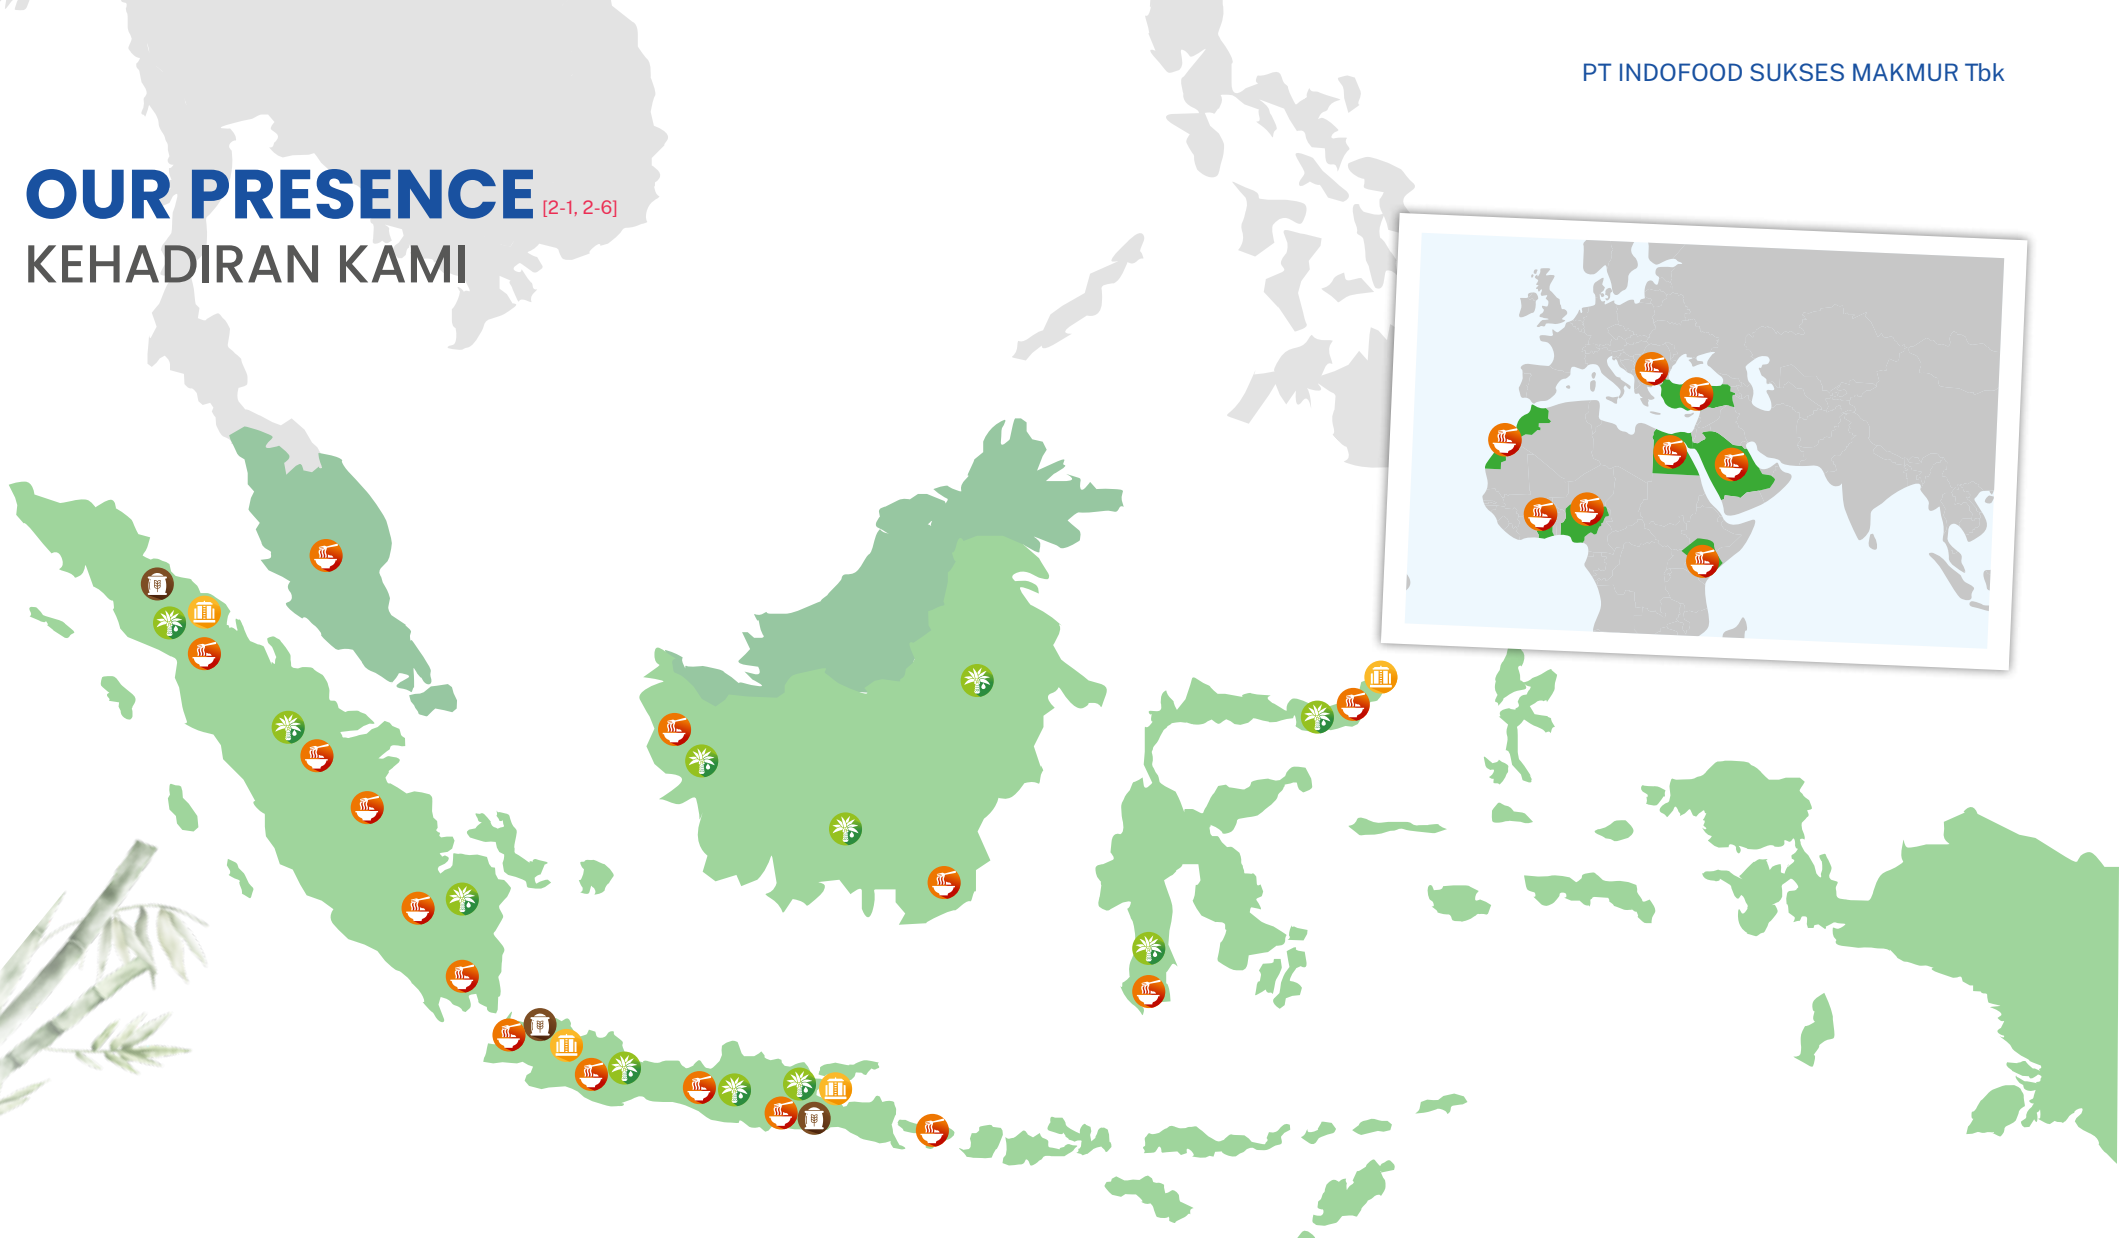 PT INDOFOOD SUKSES MAKMUR Tbk
OUR PRESENCE [2-1, 2-6]
KEHADIRAN KAMI